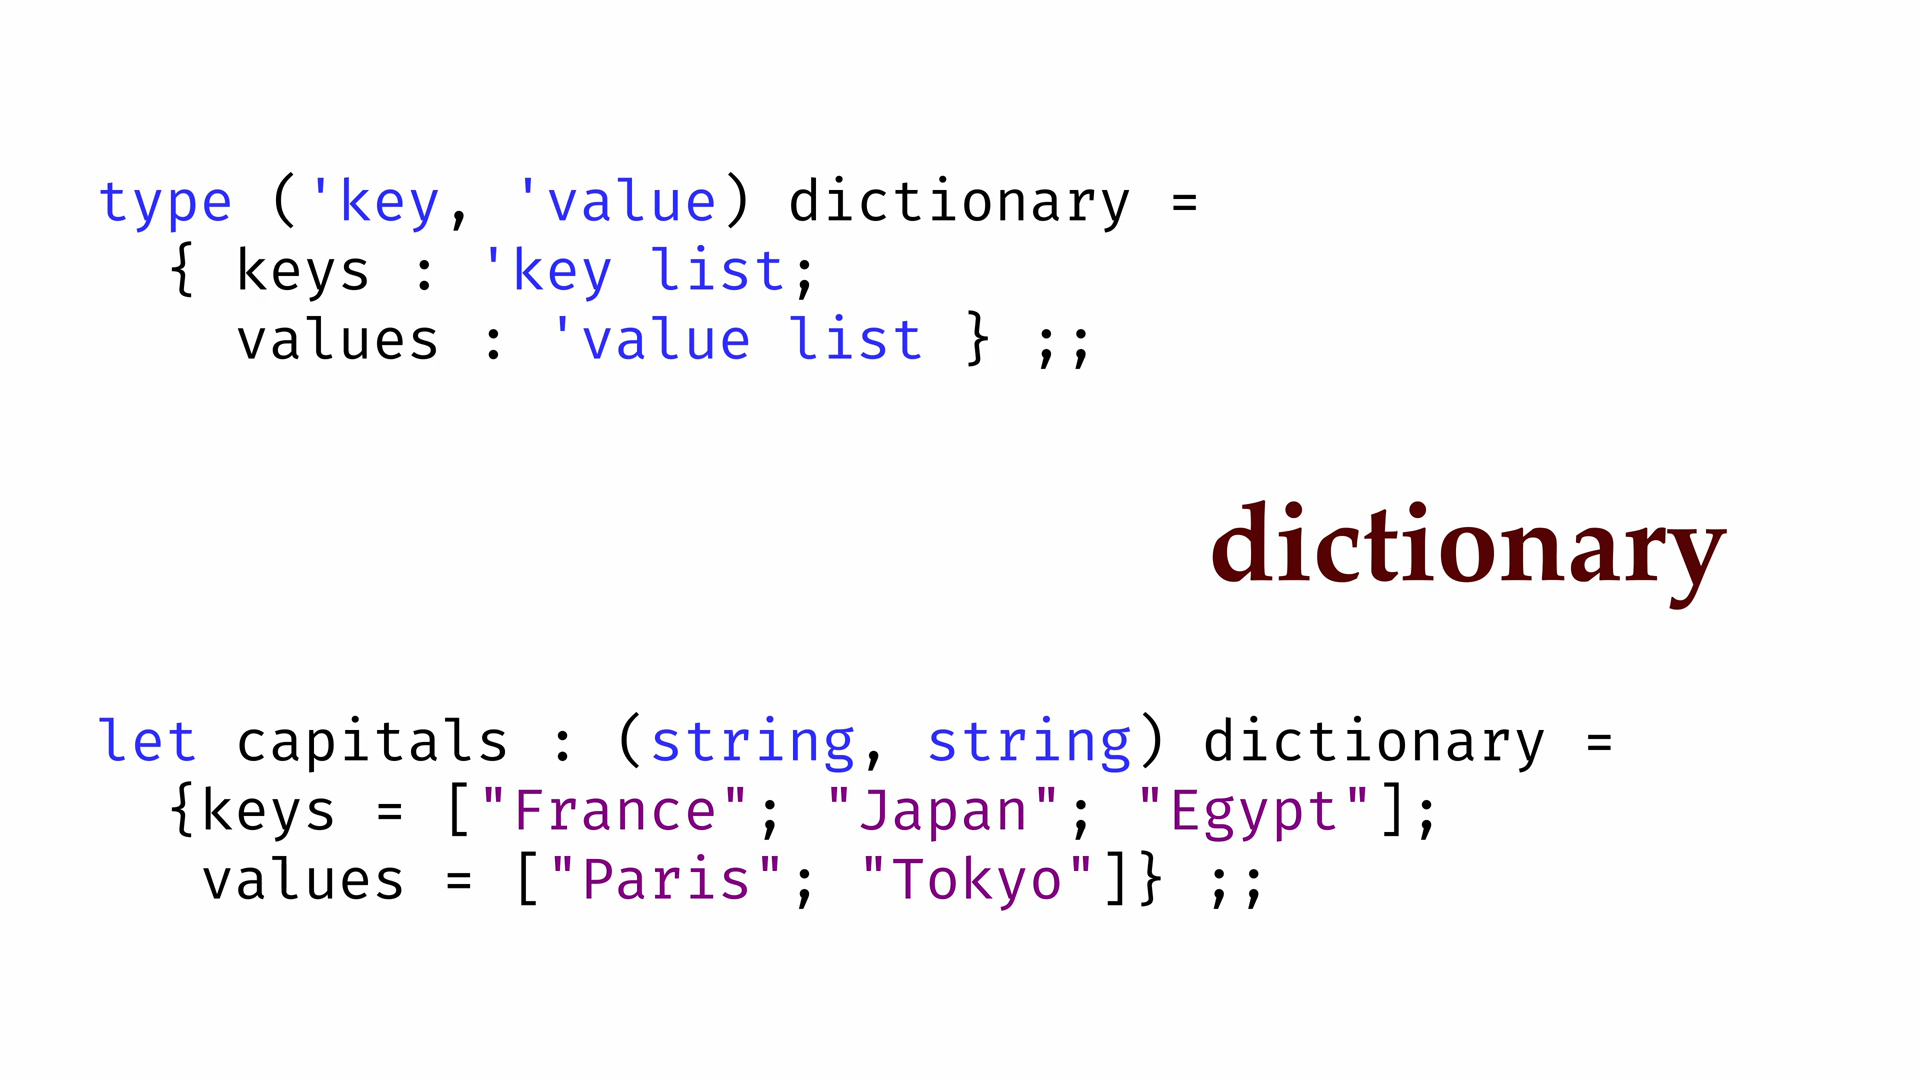 type ('key, 'value) dictionary =
  { keys : 'key list;
    values : 'value list } ;;
dictionary
let capitals : (string, string) dictionary =
  {keys = ["France"; "Japan"; "Egypt"];
   values = ["Paris"; "Tokyo"]} ;;